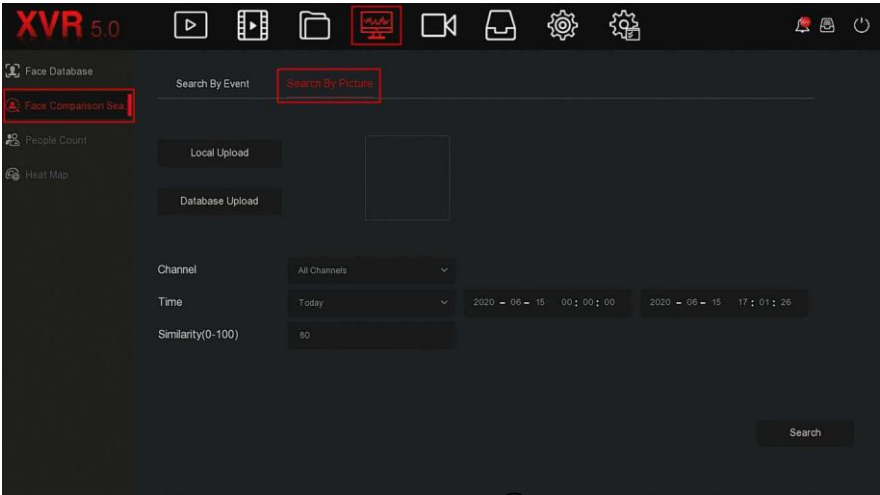 XVR 5.0
Face Database
Face Comparison Sea..
People Count
Heat Map
Search By Event
Search By Picture
Local Upload
Database Upload
Channel
All Channels
Time
Today
2020 - 06 - 15 00 : 00 : 00
2020 - 06 - 15 17 : 01 : 26
Similarity(0-100)
80
Search